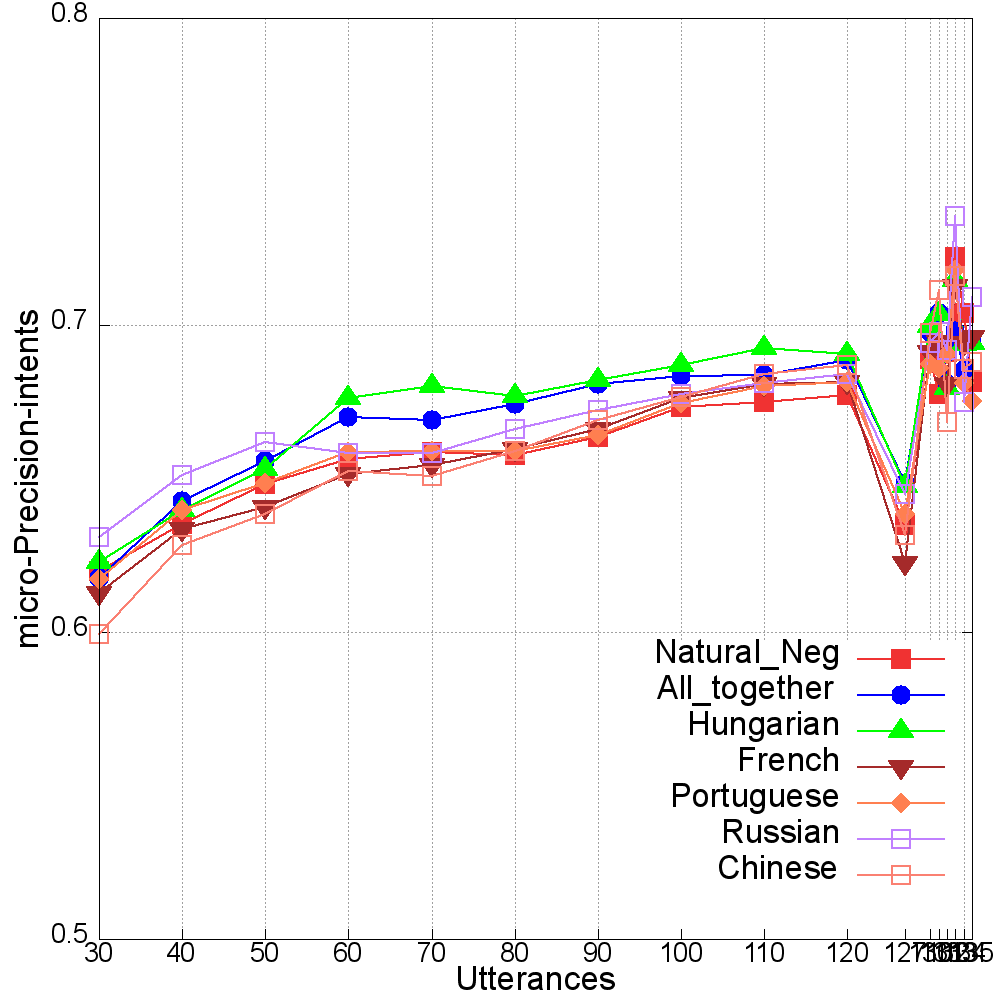 0.8
0.7
0.6
0.5
micro-Precision-intents
Natural_Neg
All_together
Hungarian
French
Portuguese
Russian
Chinese
30 40 50 60 70 80 90 100 110 120
Utterances